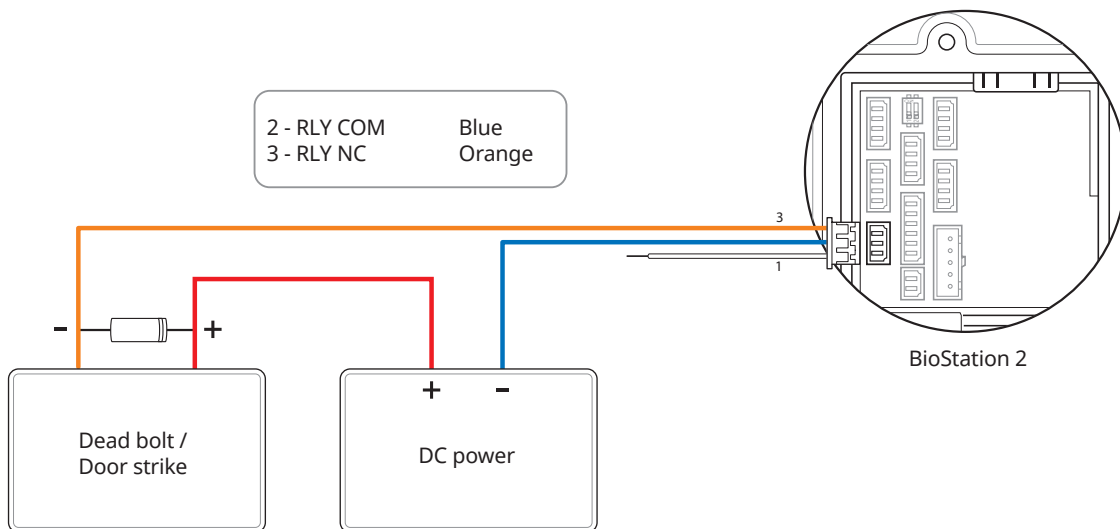 2 - RLY COM Blue
3 - RLY NC Orange
3
1
BioStation 2
- +
+ -
Dead bolt /
Door strike
DC power